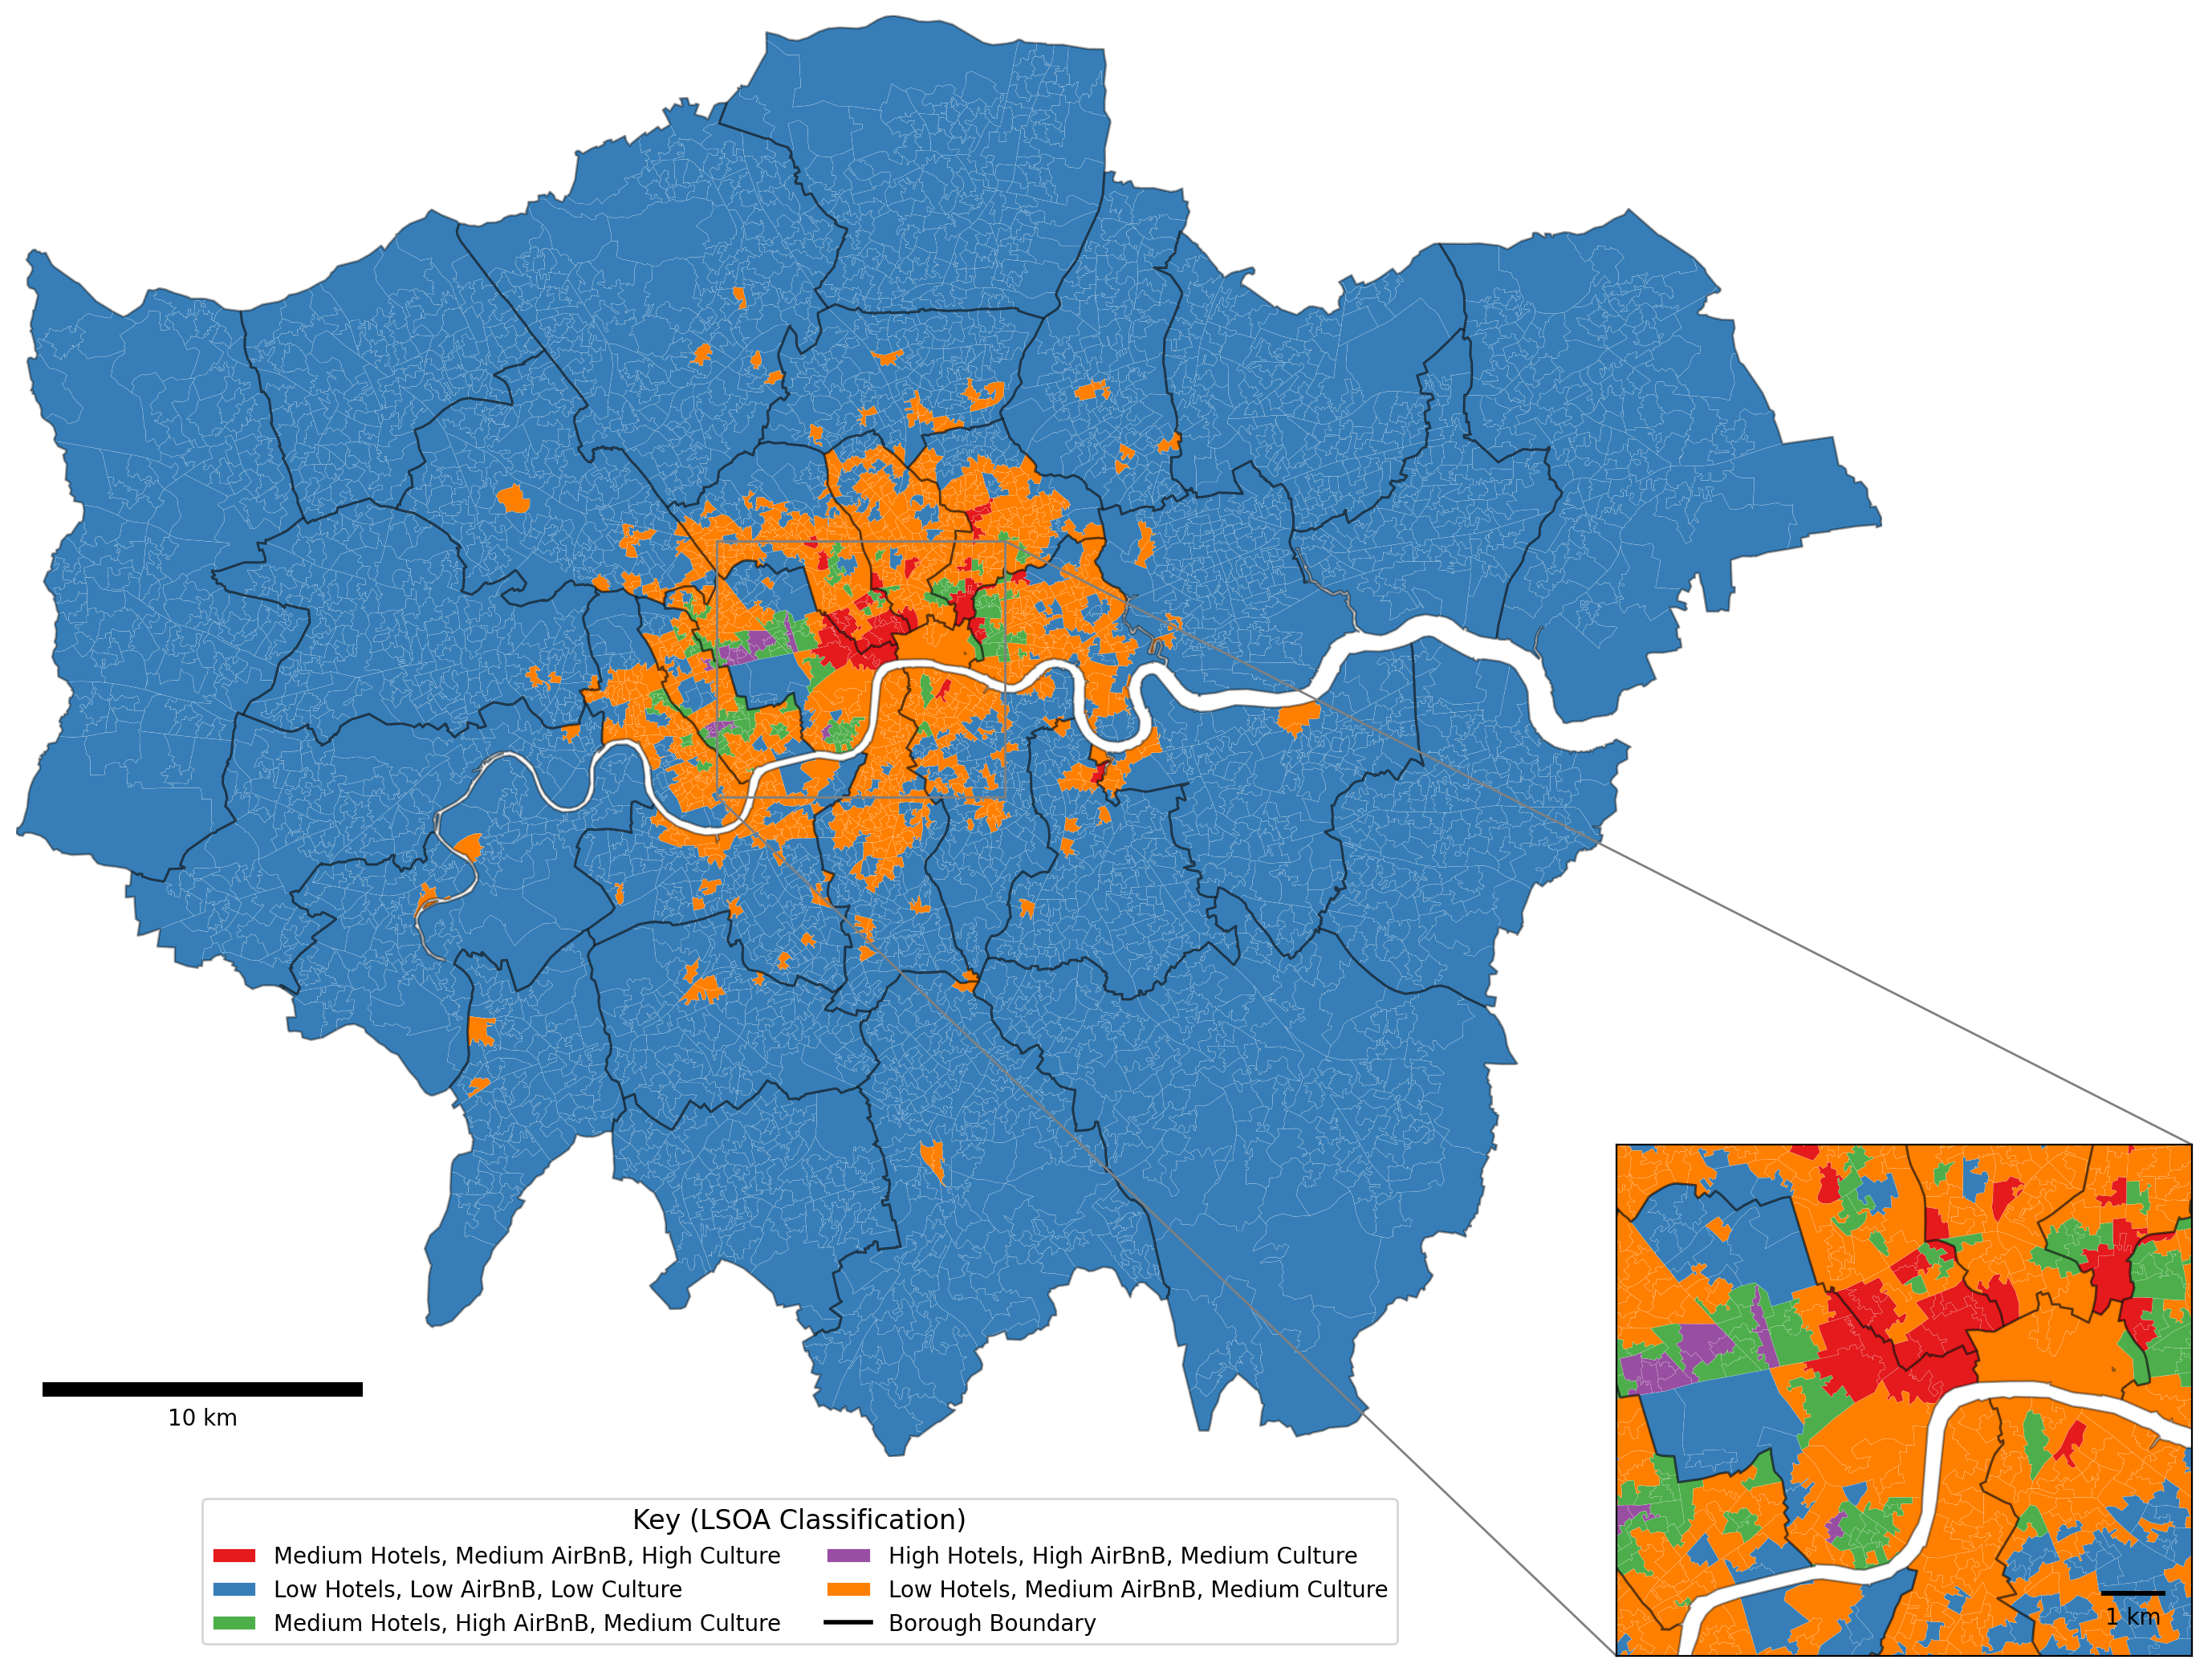 10 km
Key (LSOA Classification)
Medium Hotels, Medium AirBnB, High Culture
Low Hotels, Low AirBnB, Low Culture
Medium Hotels, High AirBnB, Medium Culture
High Hotels, High AirBnB, Medium Culture
Low Hotels, Medium AirBnB, Medium Culture
Borough Boundary
1 km